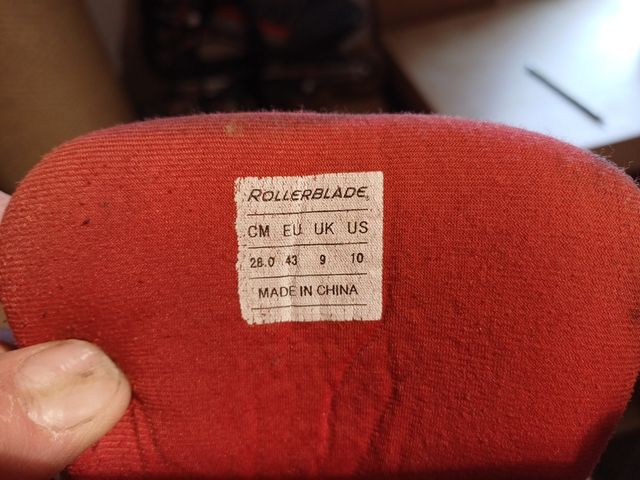 ROLLERBLADE®
CM EU UK US
28.0 43 9 10
MADE IN CHINA